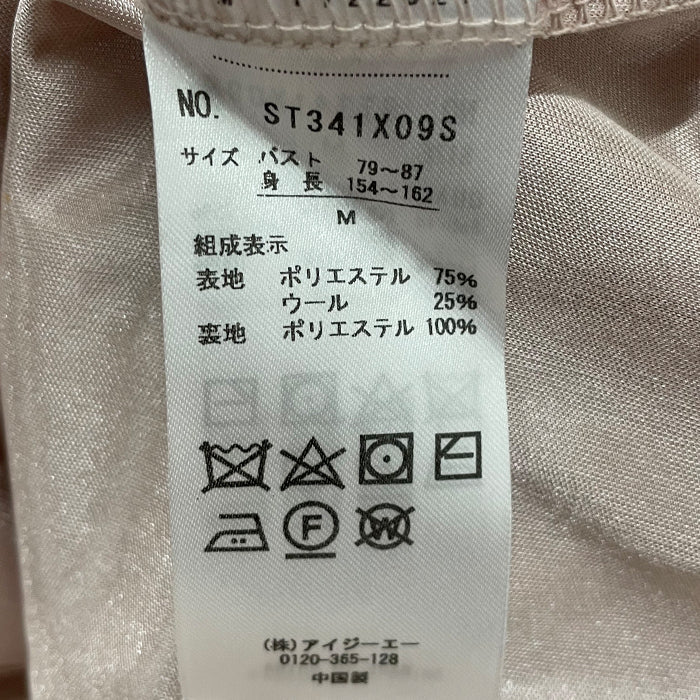 NO. ST341X09S
サイズ バスト 79～87
身長 154～162
M
組成表示
表地 ポリエステル 75%
ウール 25%
裏地 ポリエステル 100%
F
W
(株)アイジーエー
0120-365-128
中国製